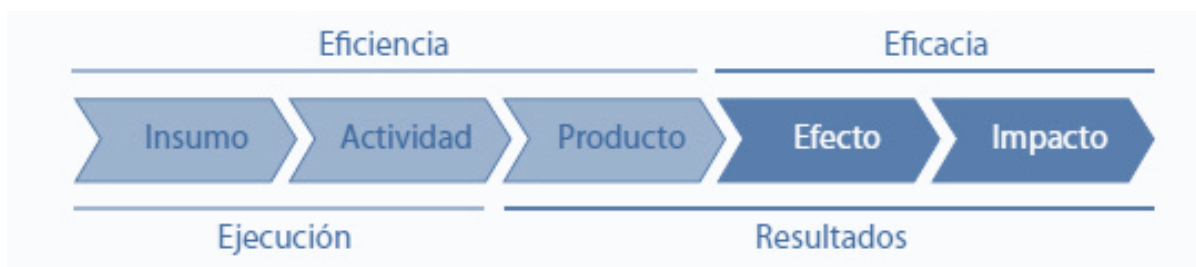 Eficiencia Eficacia
Insumo Actividad Producto Efecto Impacto
Ejecución Resultados